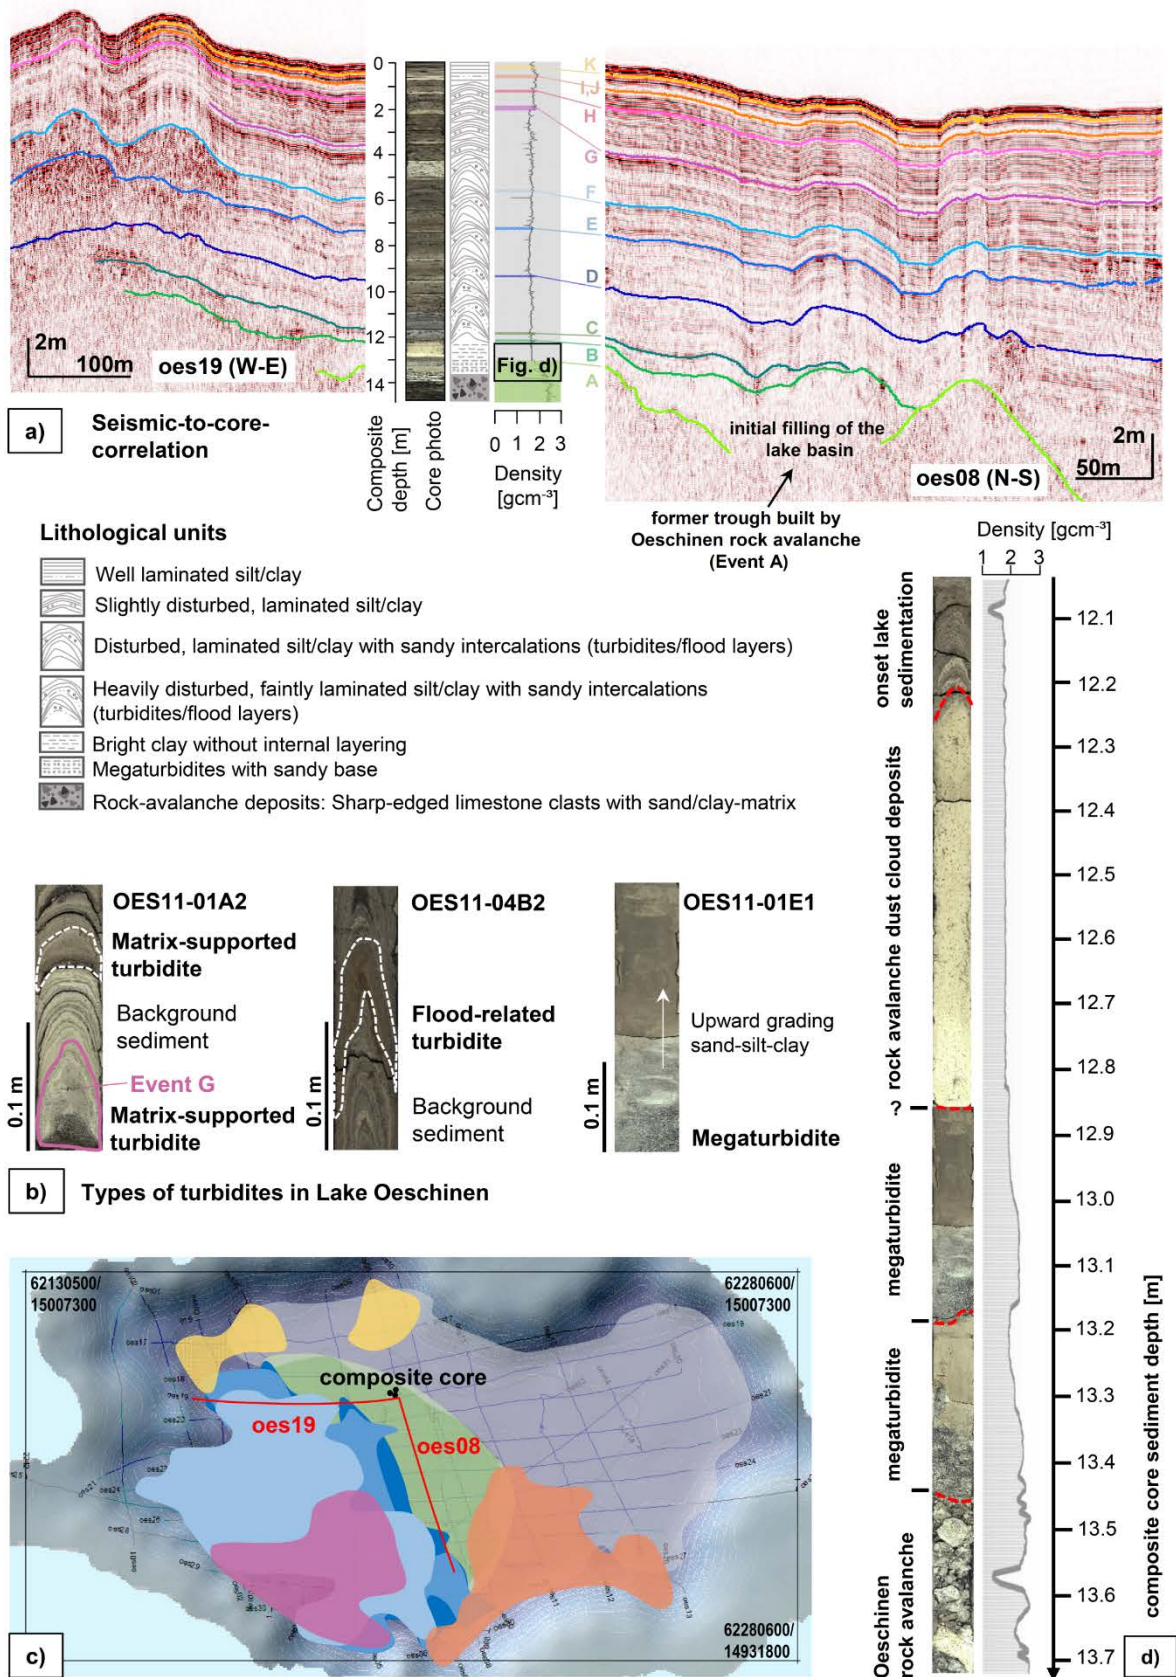 0
2
4
6
8
10
12
14
K
I,J
H
G
F
E
D
C
B
A
Fig. d)
2m
100m
oes19 (W-E)
a)
Seismic-to-core-
correlation
Composite
depth [m]
Core photo
0 1 2 3
Density
[gcm⁻³]
initial filling of the
lake basin
2m
50m
oes08 (N-S)
former trough built by
Oeschinen rock avalanche
(Event A)
Lithological units
Well laminated silt/clay
Slightly disturbed, laminated silt/clay
Disturbed, laminated silt/clay with sandy intercalations (turbidites/flood layers)
Heavily disturbed, faintly laminated silt/clay with sandy intercalations
(turbidites/flood layers)
Bright clay without internal layering
Megaturbidites with sandy base
Rock-avalanche deposits: Sharp-edged limestone clasts with sand/clay-matrix
OES11-01A2
Matrix-supported
turbidite
Background
sediment
Event G
Matrix-supported
turbidite
0.1 m
OES11-04B2
Flood-related
turbidite
Background
sediment
0.1 m
OES11-01E1
Upward grading
sand-silt-clay
Megaturbidite
0.1 m
b)
Types of turbidites in Lake Oeschinen
62130500/
15007300
62280600/
15007300
composite core
oes19
oes08
62280600/
14931800
c)
Density [gcm⁻³]
1 2 3
onset lake
sedimentation
rock avalanche dust cloud deposits
?
megaturbidite
megaturbidite
Oeschinen
rock avalanche
12.1
12.2
12.3
12.4
12.5
12.6
12.7
12.8
12.9
13.0
13.1
13.2
13.3
13.4
13.5
13.6
13.7
composite core sediment depth [m]
d)